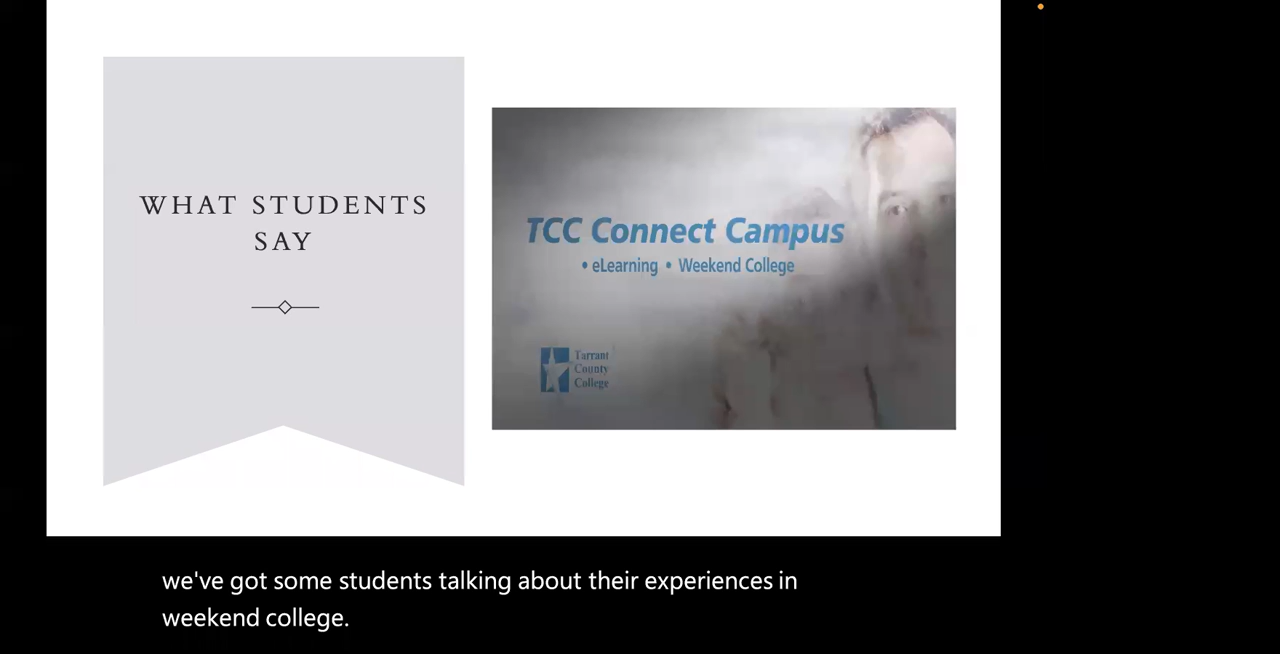 WHAT STUDENTS
SAY
TCC Connect Campus
• eLearning • Weekend College
Tarrant
County
College
we've got some students talking about their experiences in
weekend college.